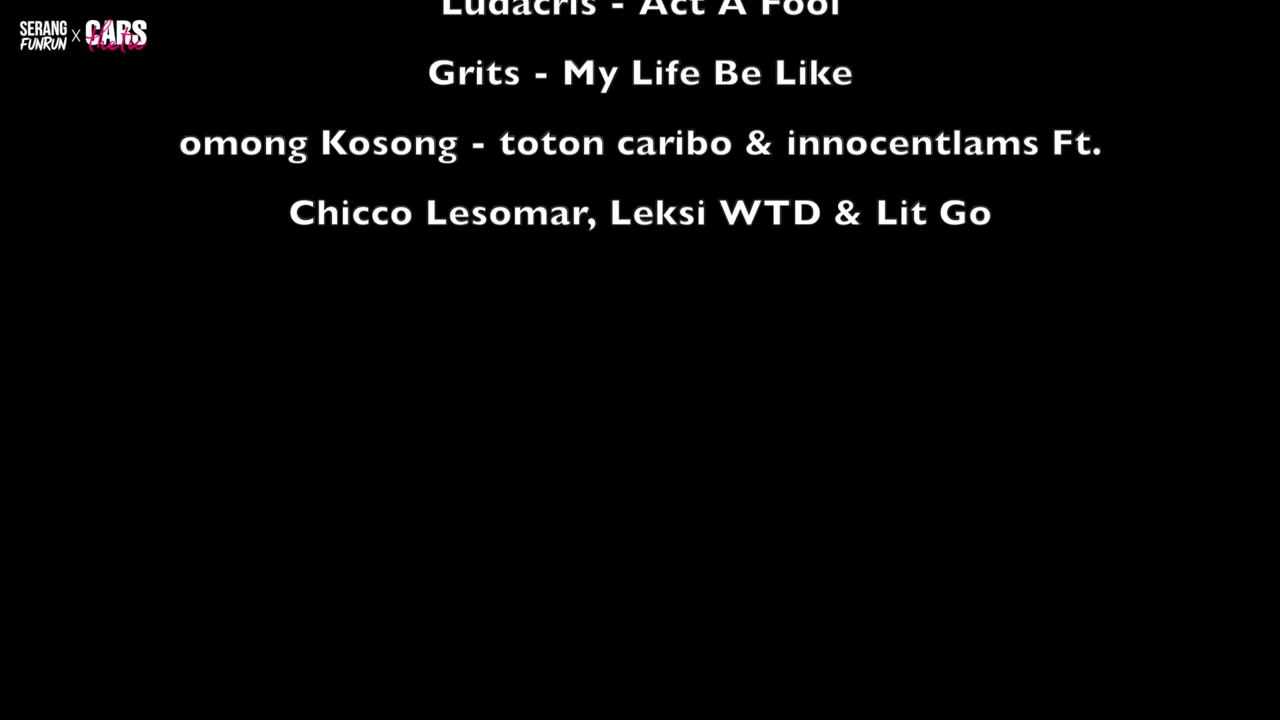 Ludacris - Act A Fool
SERANG
FUNRUN X CARS
thetic
Grits - My Life Be Like
omong Kosong - toton caribo & innocentlams Ft.
Chicco Lesomar, Leksi WTD & Lit Go